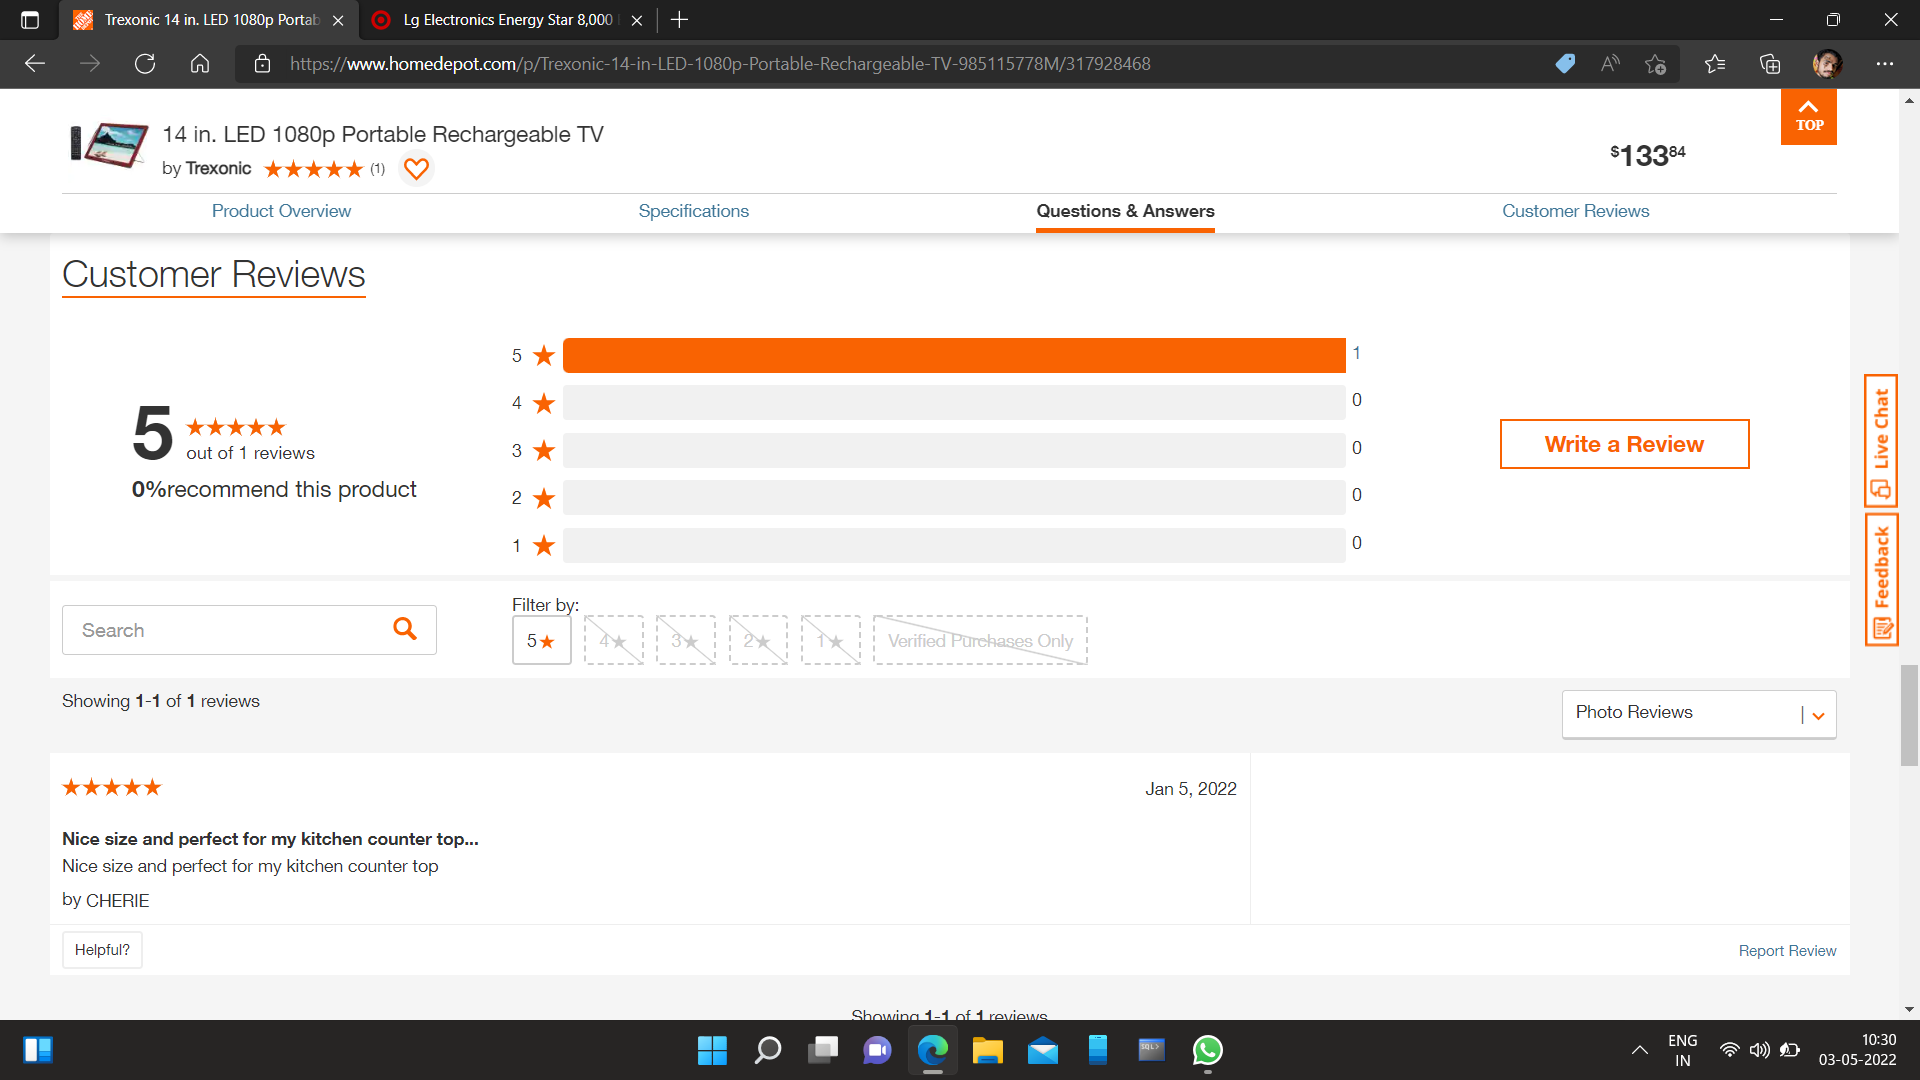 Trexonic 14 in. LED 1080p Portab
Lg Electronics Energy Star 8,000
https://www.homedepot.com/p/Trexonic-14-in-LED-1080p-Portable-Rechargeable-TV-985115778M/317928468
14 in. LED 1080p Portable Rechargeable TV
by Trexonic (1)
$13384
TOP
Product Overview
Specifications
Questions & Answers
Customer Reviews
Customer Reviews
5
out of 1 reviews
0%recommend this product
5 1
4 0
3 0
2 0
1 0
Write a Review
Live Chat
Feedback
Search
Filter by:
5
4
3
2
1
Verified Purchases Only
Showing 1-1 of 1 reviews
Photo Reviews
Jan 5, 2022
Nice size and perfect for my kitchen counter top...
Nice size and perfect for my kitchen counter top
by CHERIE
Helpful?
Report Review
Showing 1-1 of 1 reviews
SQL>
ENG
IN
10:30
03-05-2022